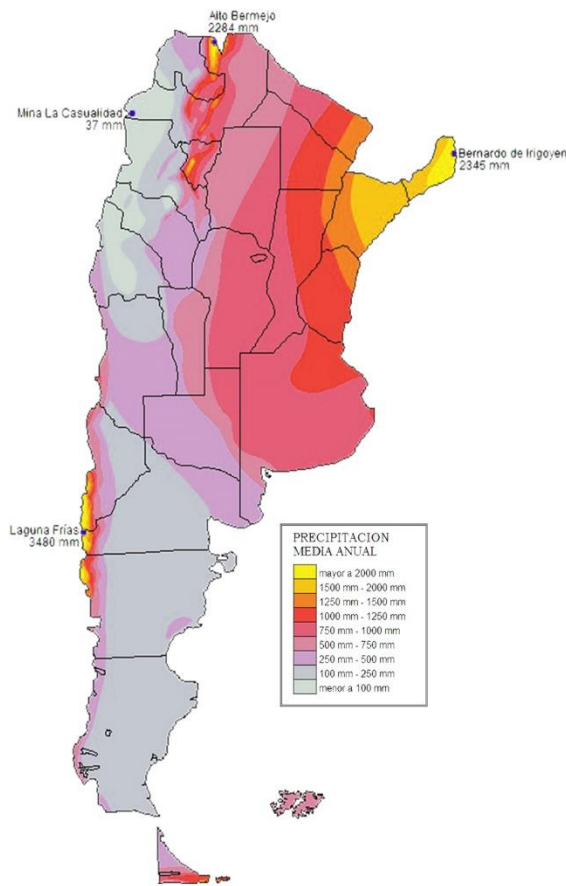 Alto Bermejo
2284 mm
Mina La Casualidad
37 mm
Bernardo de Irigoyen
2345 mm
Laguna Frías
3480 mm
PRECIPITACION
MEDIA ANUAL
mayor a 2000 mm
1500 mm - 2000 mm
1250 mm - 1500 mm
1000 mm - 1250 mm
750 mm - 1000 mm
500 mm - 750 mm
250 mm - 500 mm
100 mm - 250 mm
menor a 100 mm